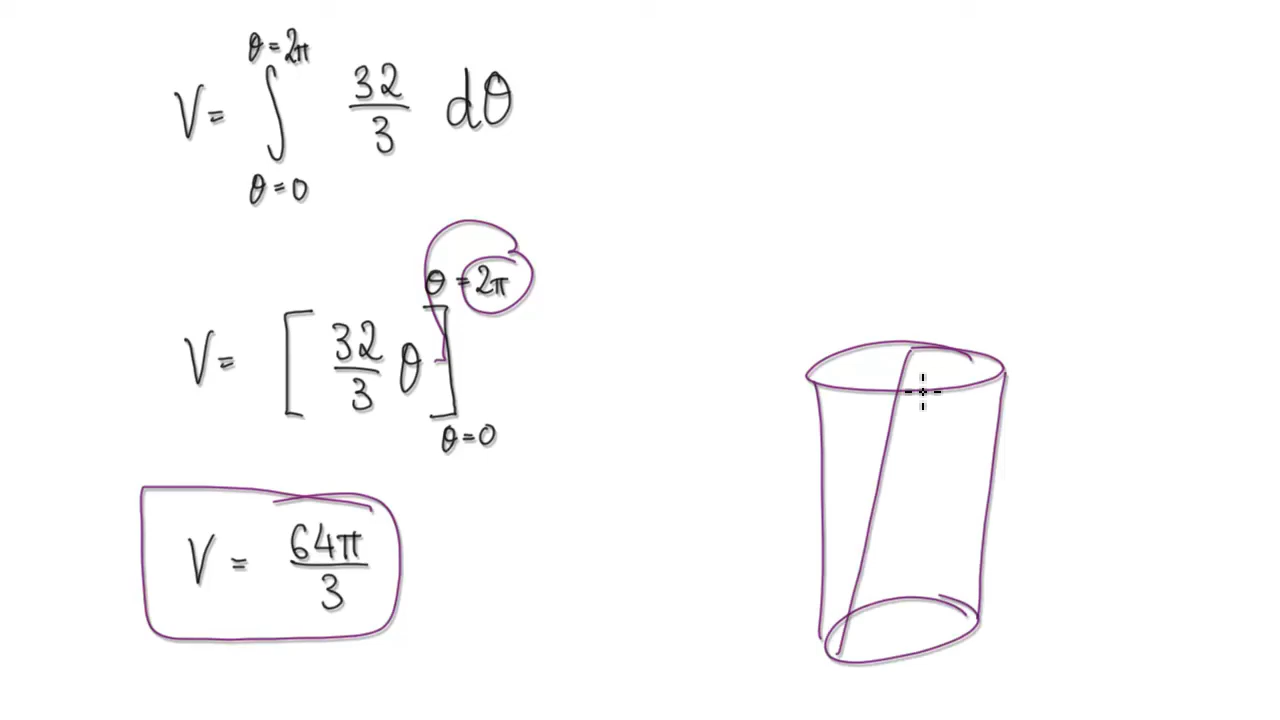 θ = 2π
V = ∫ 32/3 dθ
θ = 0
θ = 2π
V = [ 32/3 θ ]
θ = 0
V = 64π/3